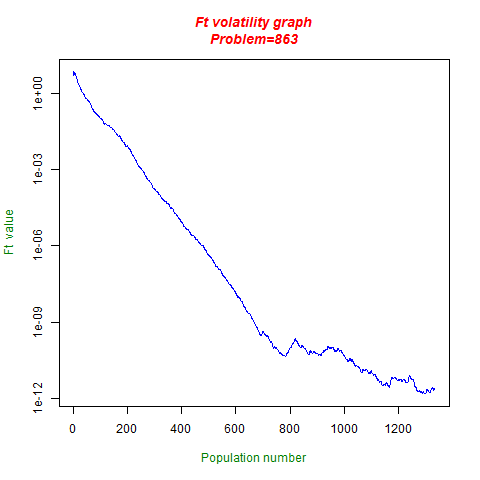 Ft volatility graph
Problem=863
Ft value
1e+00
1e-03
1e-06
1e-09
1e-12
0 200 400 600 800 1000 1200
Population number